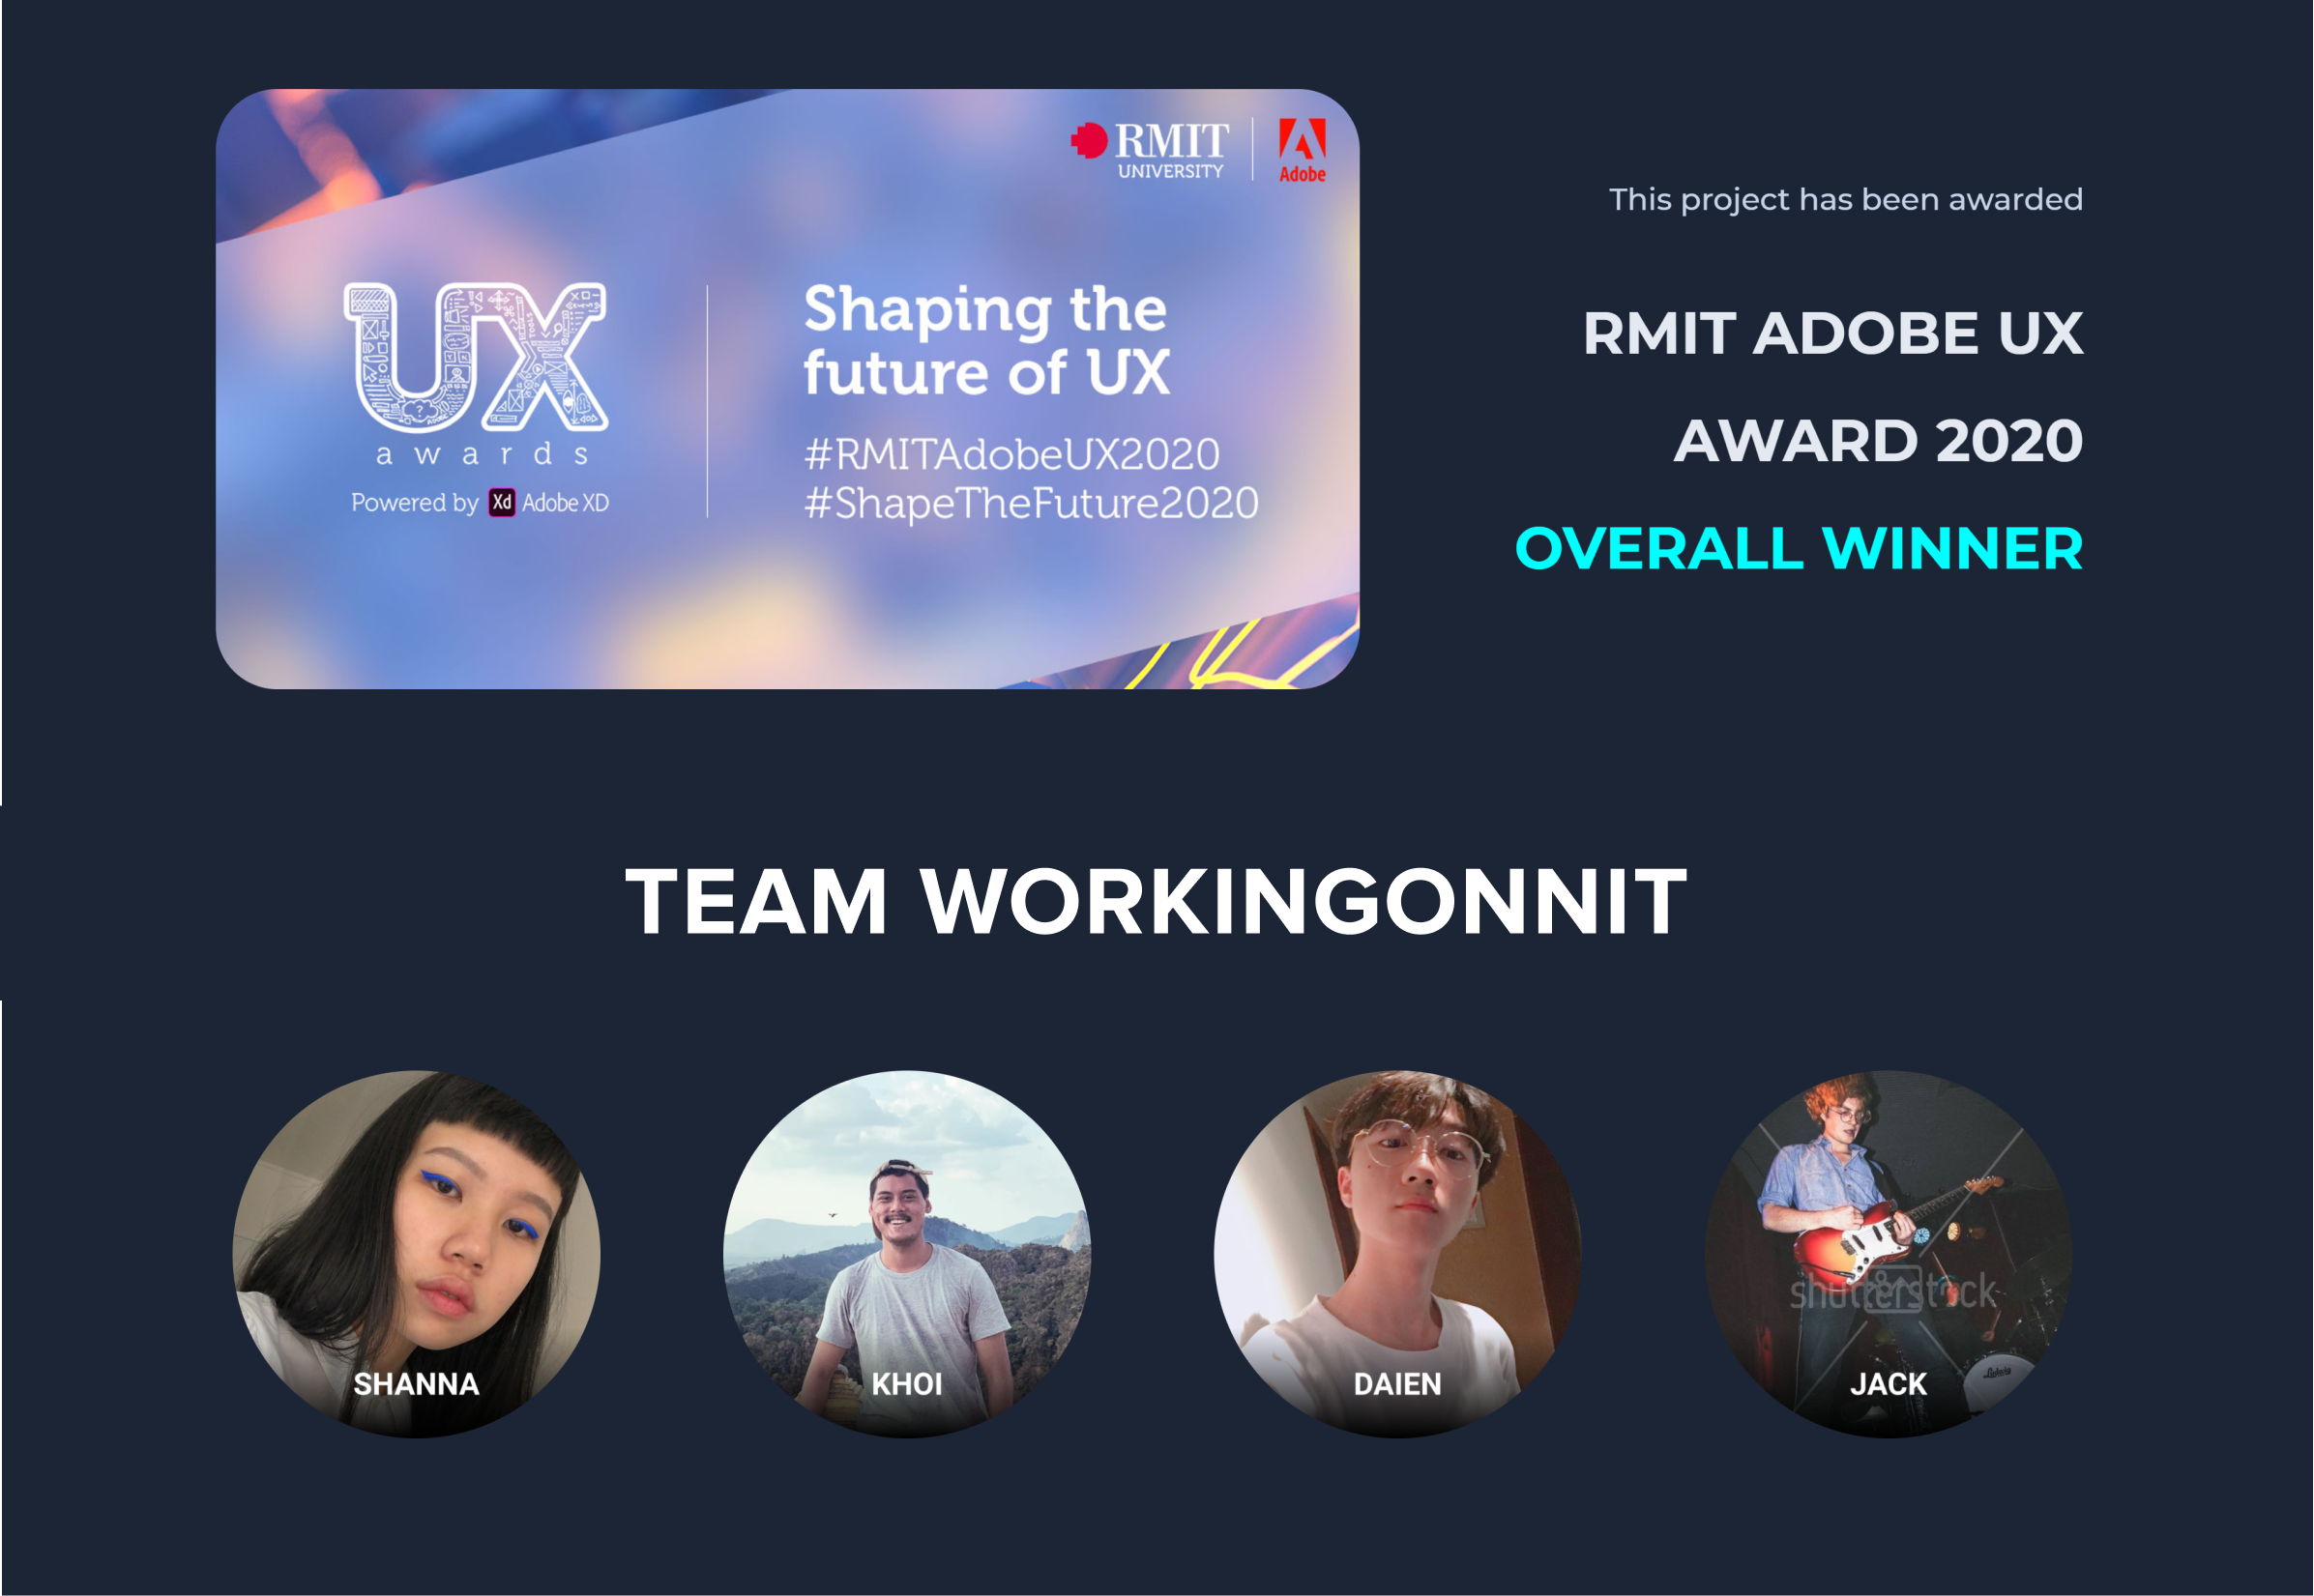 RMIT
UNIVERSITY
Adobe
UX
awards
Powered by Xd Adobe XD
Shaping the
future of UX
#RMITAdobeUX2020
#ShapeTheFuture2020
This project has been awarded
RMIT ADOBE UX
AWARD 2020
OVERALL WINNER
TEAM WORKINGONNIT
SHANNA
KHOI
DAIEN
shutterstock
Ludwig
JACK